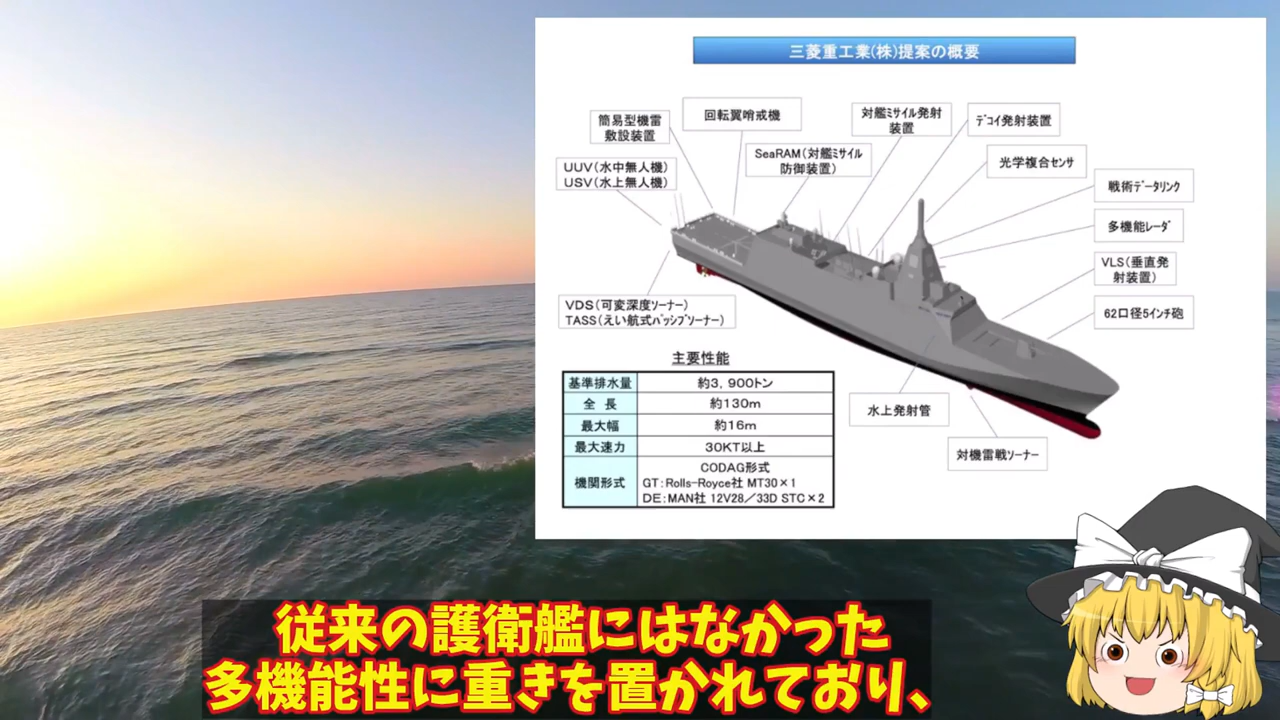 三菱重工業(株)提案の概要
簡易型機雷
敷設装置
回転翼哨戒機
対艦ﾐｻｲﾙ発射
装置
ﾃﾞｺｲ発射装置
UUV(水中無人機)
USV(水上無人機)
SeaRAM(対艦ﾐｻｲﾙ
防御装置)
光学複合ｾﾝｻ
戦術ﾃﾞｰﾀﾘﾝｸ
多機能ﾚｰﾀﾞ
VLS(垂直発
射装置)
62口径5ｲﾝﾁ砲
VDS(可変深度ｿｰﾅｰ)
TASS(えい航式ﾊﾟｯｼﾌﾞｿｰﾅｰ)
水上発射管
対機雷戦ｿｰﾅｰ
主要性能
基準排水量 約3，900トン
全 長 約130m
最大幅 約16m
最大速力 30KT以上
機関形式 CODAG形式
GT：Rolls-Royce社 MT30×1
DE：MAN社 12V28／33D STC×2
従来の護衛艦にはなかった
多機能性に重きを置かれており、